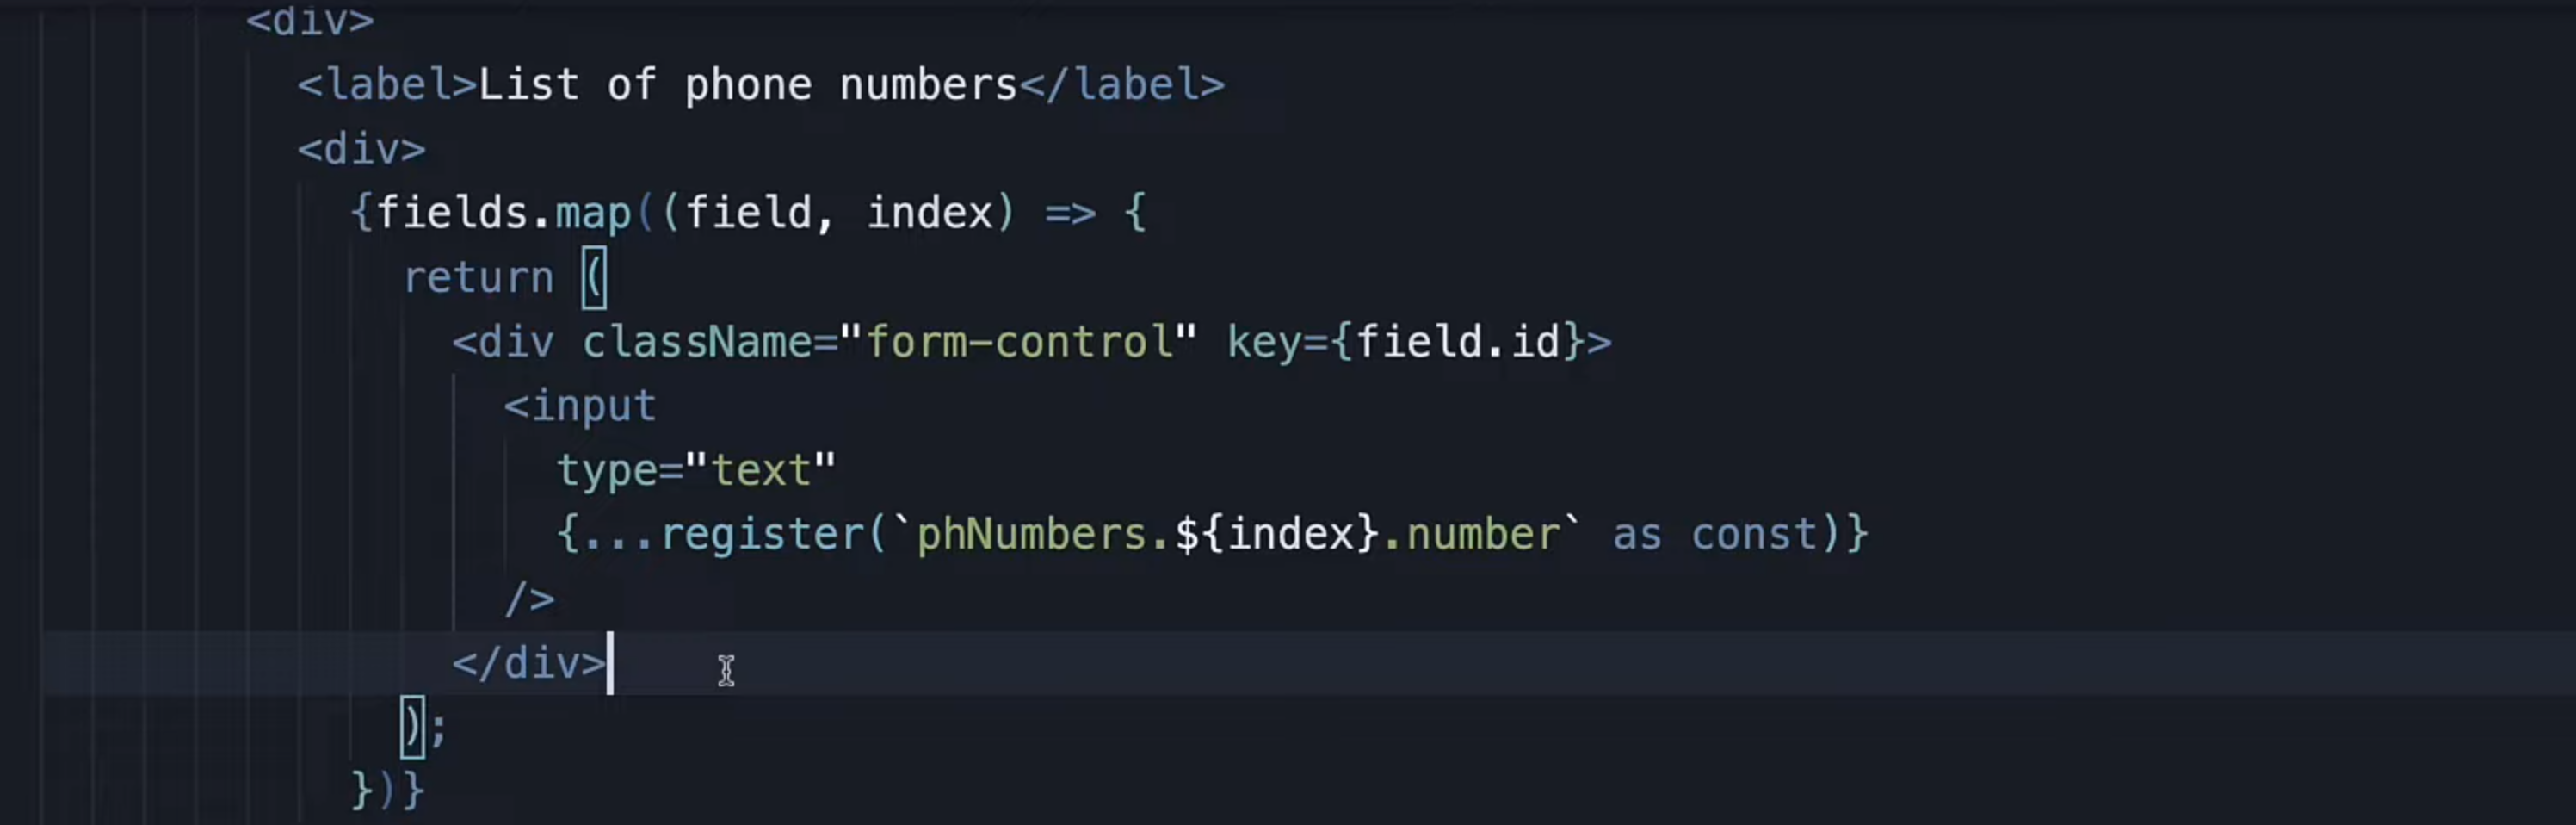 <div>
<label>List of phone numbers</label>
<div>
{fields.map((field, index) => {
return (
<div className="form-control" key={field.id}>
<input
type="text"
{...register(`phNumbers.${index}.number` as const)}
/>
</div>
);
})}